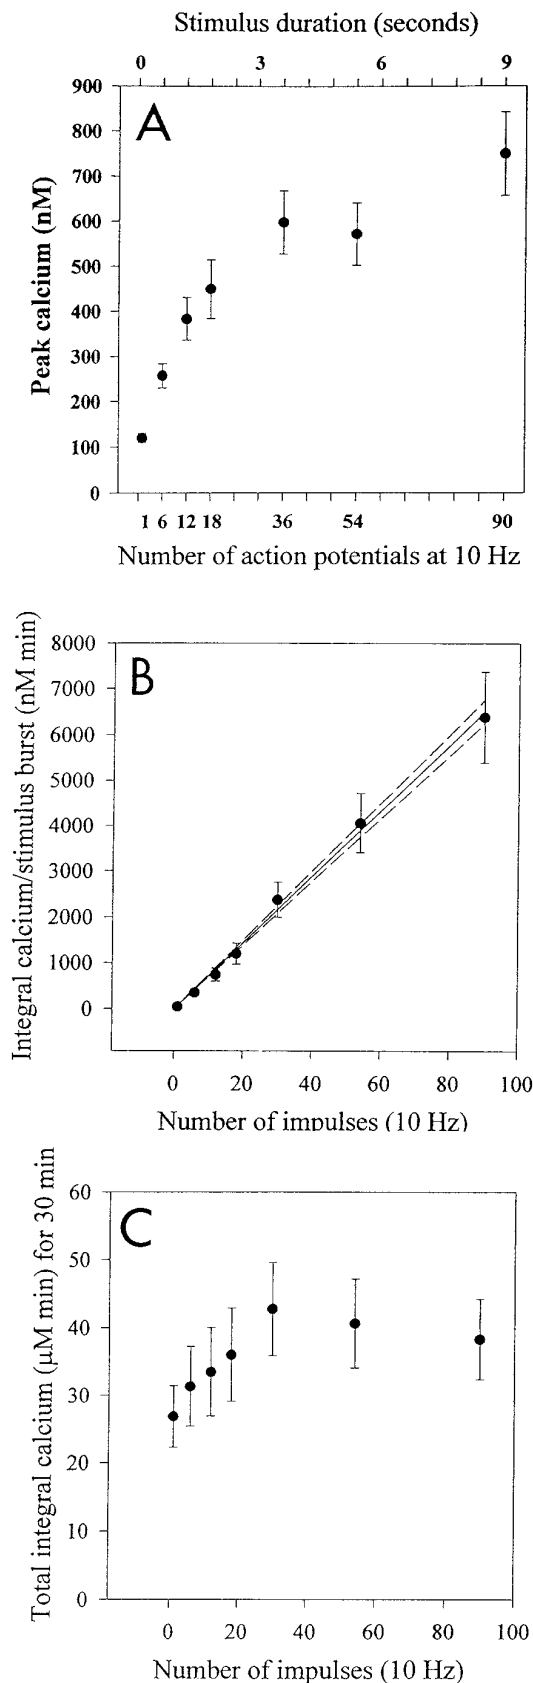 Stimulus duration (seconds)
0 3 6 9
A
Peak calcium (nM)
900
800
700
600
500
400
300
200
100
0
1 6 12 18 36 54 90
Number of action potentials at 10 Hz
B
Integral calcium/stimulus burst (nM min)
8000
7000
6000
5000
4000
3000
2000
1000
0
0 20 40 60 80 100
Number of impulses (10 Hz)
C
Total integral calcium (μM min) for 30 min
60
50
40
30
20
10
0
0 20 40 60 80 100
Number of impulses (10 Hz)